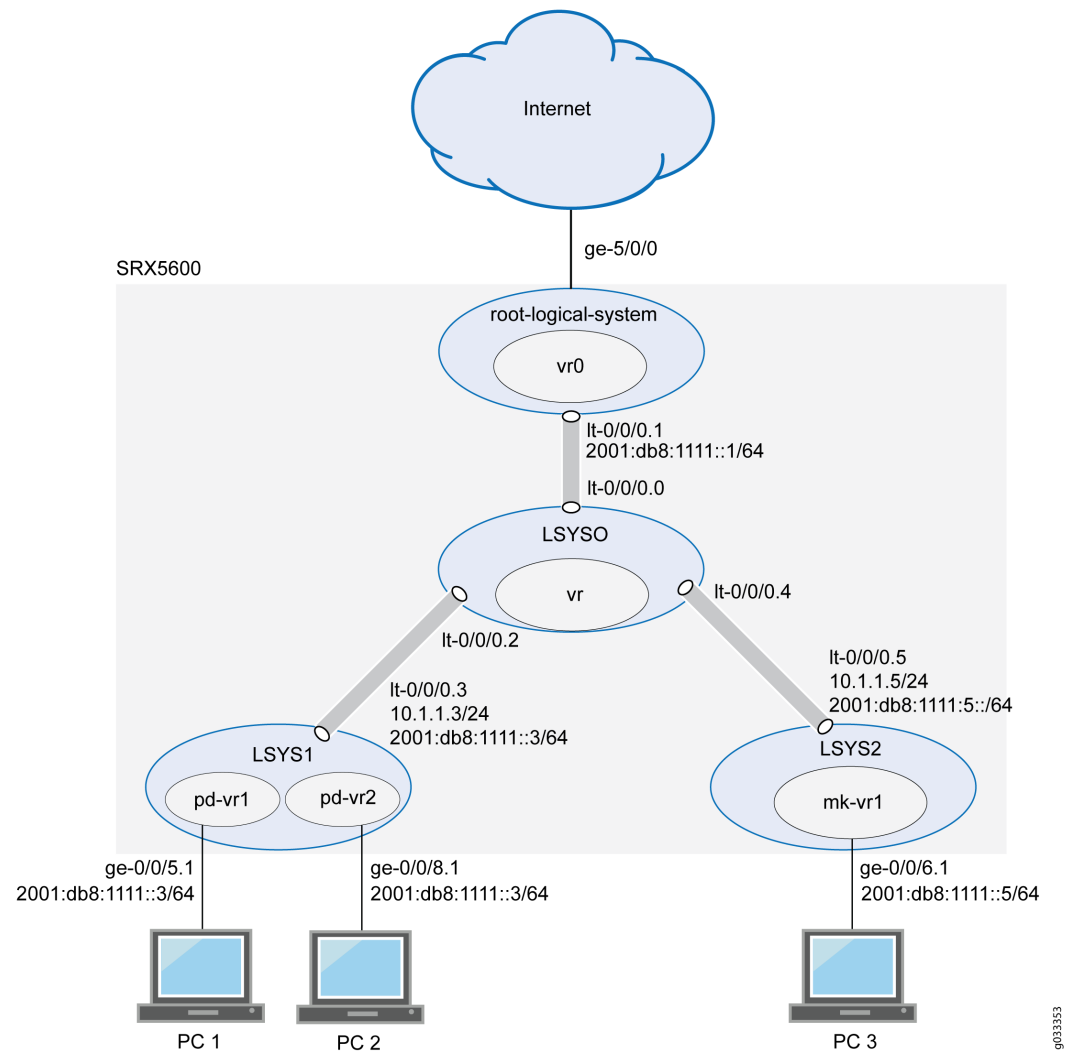 Internet
ge-5/0/0
SRX5600
root-logical-system
vr0
lt-0/0/0.1
2001:db8:1111::1/64
lt-0/0/0.0
LSYSO
vr
lt-0/0/0.4
lt-0/0/0.2
lt-0/0/0.3
10.1.1.3/24
2001:db8:1111::3/64
lt-0/0/0.5
10.1.1.5/24
2001:db8:1111:5::/64
LSYS1
pd-vr1
pd-vr2
LSYS2
mk-vr1
ge-0/0/5.1
2001:db8:1111::3/64
ge-0/0/8.1
2001:db8:1111::3/64
ge-0/0/6.1
2001:db8:1111::5/64
PC 1
PC 2
PC 3
g033353